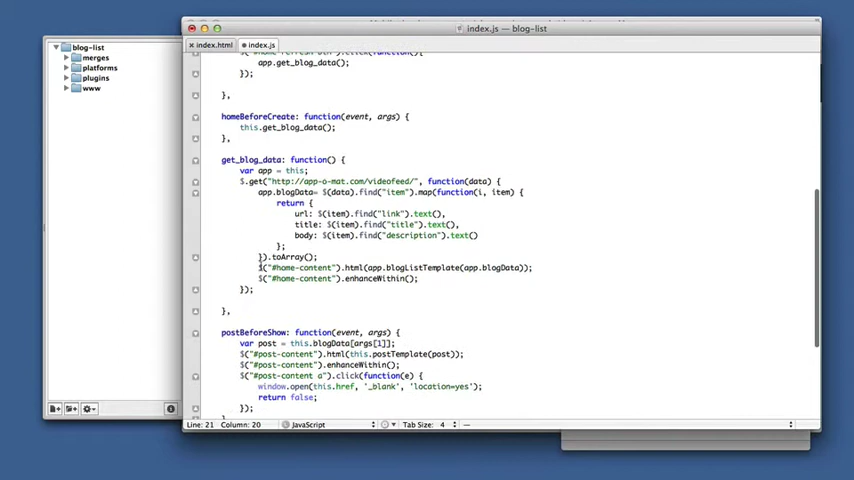 index.js — blog-list
blog-list
merges
platforms
plugins
www
index.html
index.js
$("#home-refresh-btn").click(function(){
app.get_blog_data();
});
},
homeBeforeCreate: function(event, args) {
this.get_blog_data();
},
get_blog_data: function() {
var app = this;
$.get("http://app-o-mat.com/videofeed/", function(data) {
app.blogData= $(data).find("item").map(function(i, item) {
return {
url: $(item).find("link").text(),
title: $(item).find("title").text(),
body: $(item).find("description").text()
};
}).toArray();
$("#home-content").html(app.blogListTemplate(app.blogData));
$("#home-content").enhanceWithin();
});
},
postBeforeShow: function(event, args) {
var post = this.blogData[args[1]];
$("#post-content").html(this.postTemplate(post));
$("#post-content").enhanceWithin();
$("#post-content a").click(function(e) {
window.open(this.href, '_blank', 'location=yes');
return false;
});
Line: 21 Column: 20 JavaScript Tab Size: 4 —